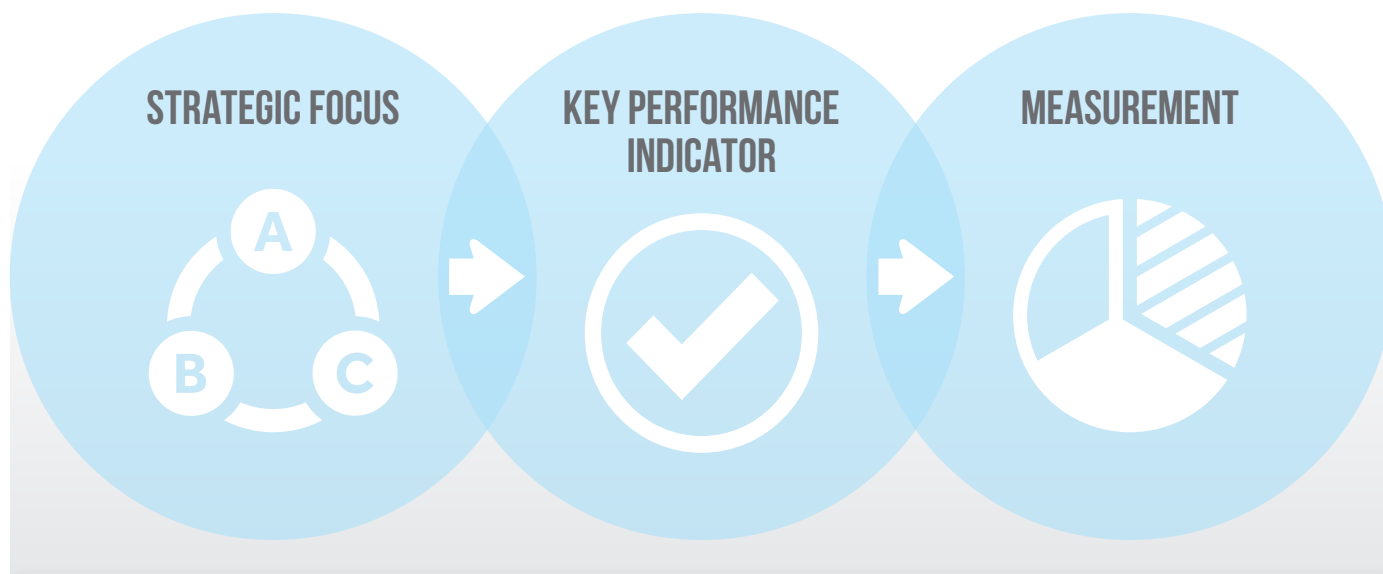 STRATEGIC FOCUS
KEY PERFORMANCE
INDICATOR
MEASUREMENT
A
B
C